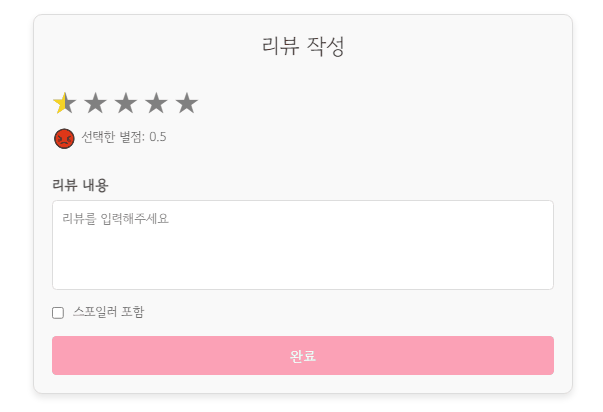 리뷰 작성
선택한 별점: 0.5
리뷰 내용
리뷰를 입력해주세요
스포일러 포함
완료